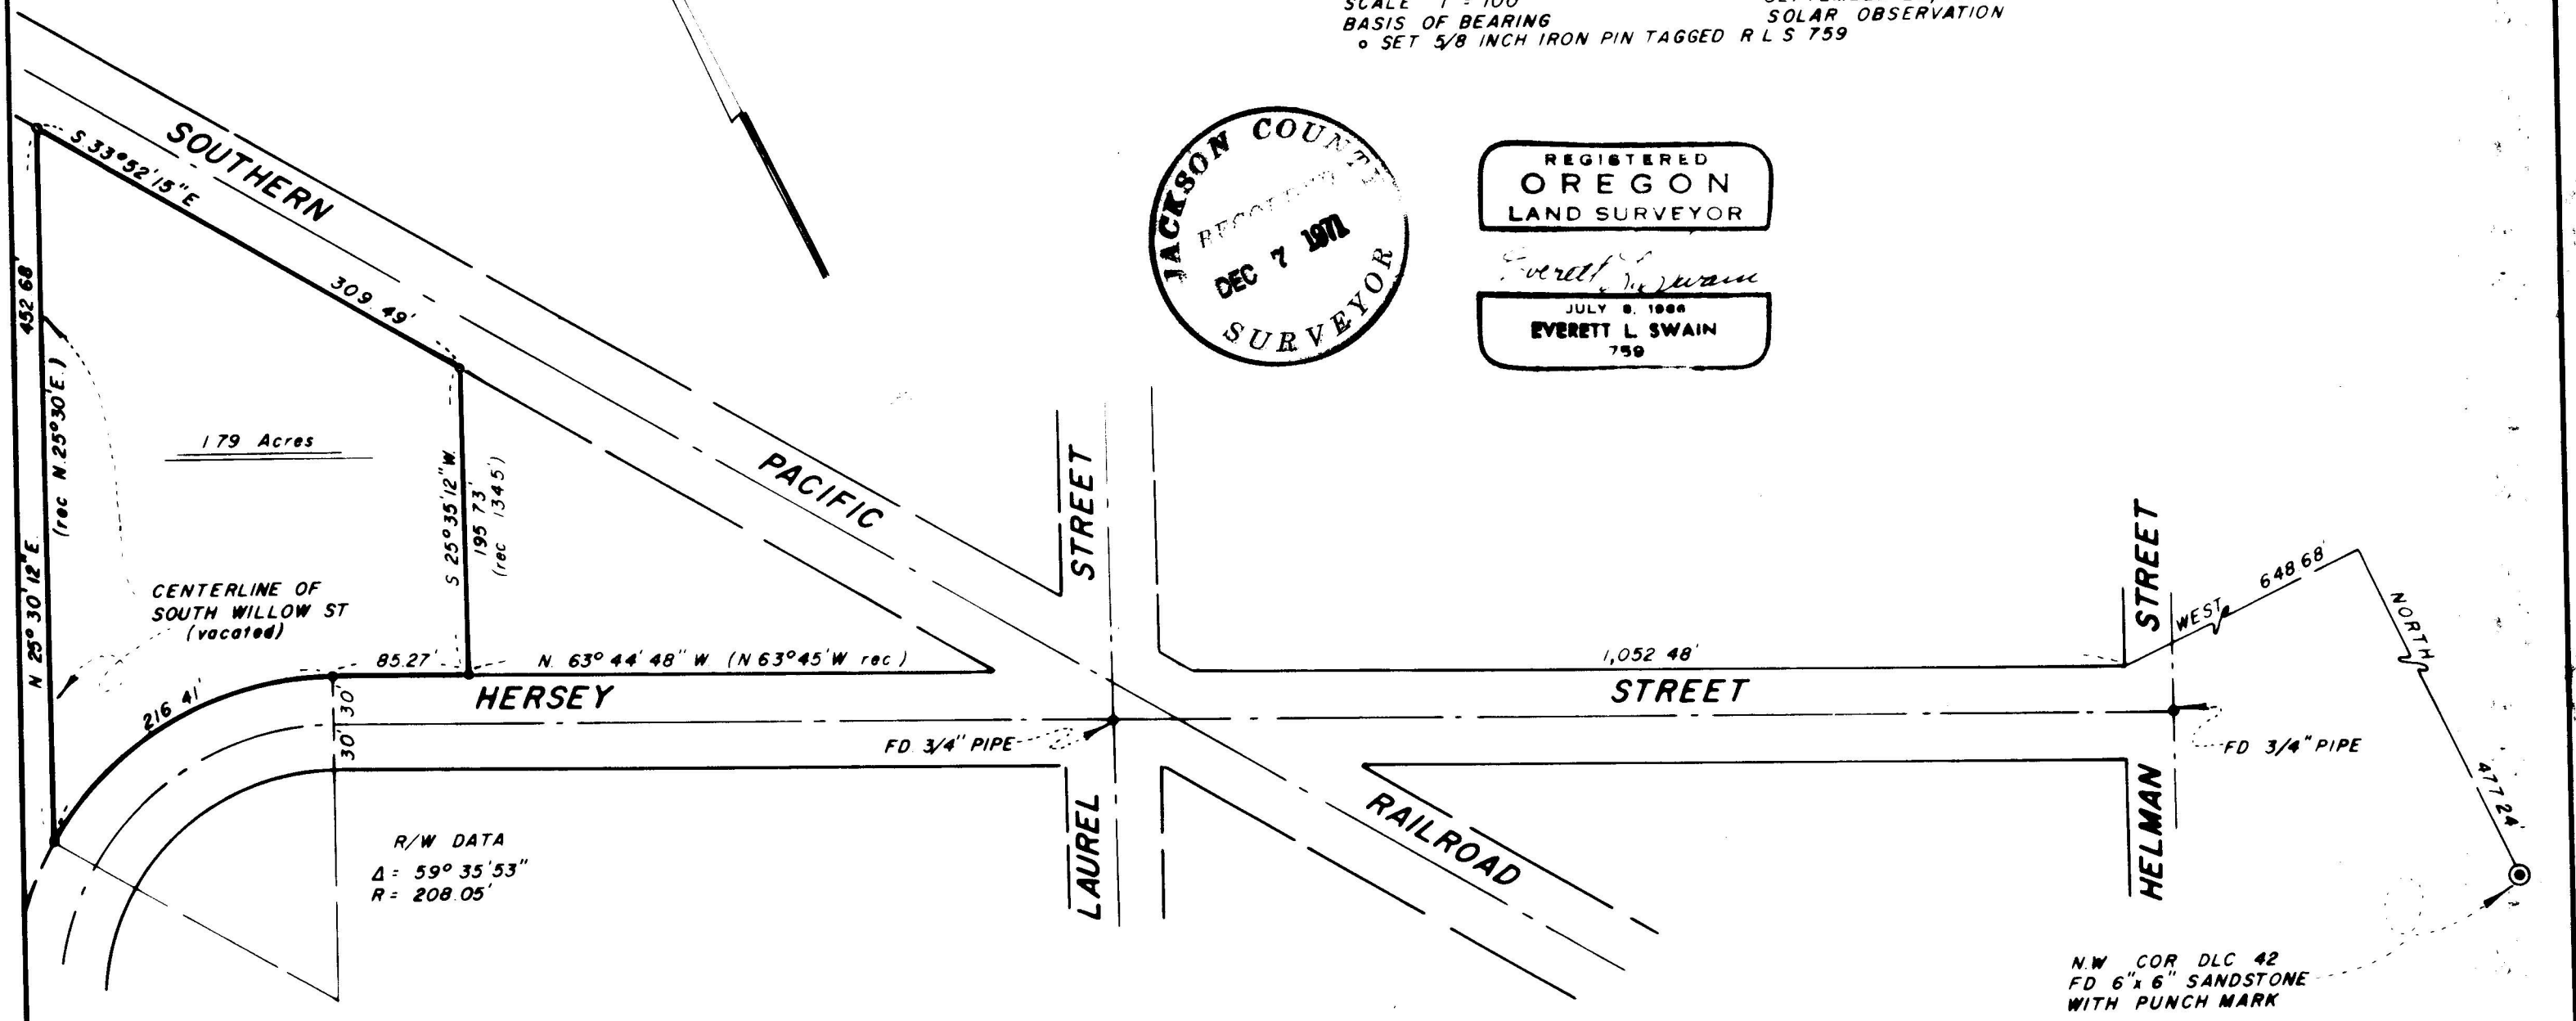 SCALE 1" = 100'
BASIS OF BEARING
SOLAR OBSERVATION
SET 5/8 INCH IRON PIN TAGGED R L S 759
JACKSON COUNTY
RECORDED
DEC 7 1971
SURVEYOR
REGISTERED
OREGON
LAND SURVEYOR
Everett L. Swain
JULY 8, 1966
EVERETT L. SWAIN
759
SOUTHERN
PACIFIC
RAILROAD
S 33°52'15" E
309.49'
452 68'
(rec N.25°30'E.)
N 25° 30' 12" E.
1 79 Acres
S 25° 35' 12" W.
195 73'
(rec 134 5')
CENTERLINE OF
SOUTH WILLOW ST
(vacated)
85.27'
N. 63° 44' 48" W (N 63°45'W rec)
216 41'
30'
30'
HERSEY
STREET
1,052 48'
FD. 3/4" PIPE
LAUREL
STREET
HELMAN
STREET
WEST
648.68'
NORTH
477 24'
FD 3/4" PIPE
R/W DATA
Δ = 59° 35' 53"
R = 208.05'
N.W COR DLC 42
FD 6" x 6" SANDSTONE
WITH PUNCH MARK